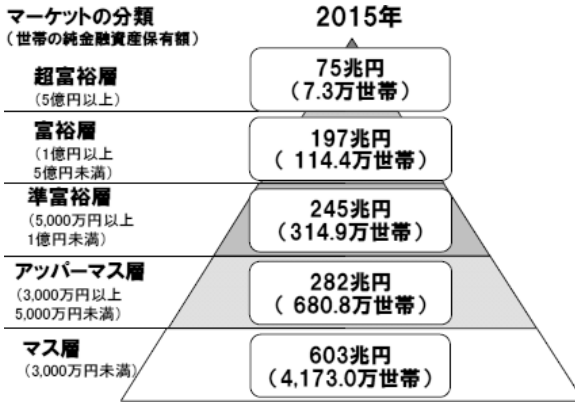 マーケットの分類
(世帯の純金融資産保有額)
2015年
超富裕層
(5億円以上)
75兆円
(7.3万世帯)
富裕層
(1億円以上
5億円未満)
197兆円
( 114.4万世帯)
準富裕層
(5,000万円以上
1億円未満)
245兆円
(314.9万世帯)
アッパーマス層
(3,000万円以上
5,000万円未満)
282兆円
( 680.8万世帯)
マス層
(3,000万円未満)
603兆円
(4,173.0万世帯)